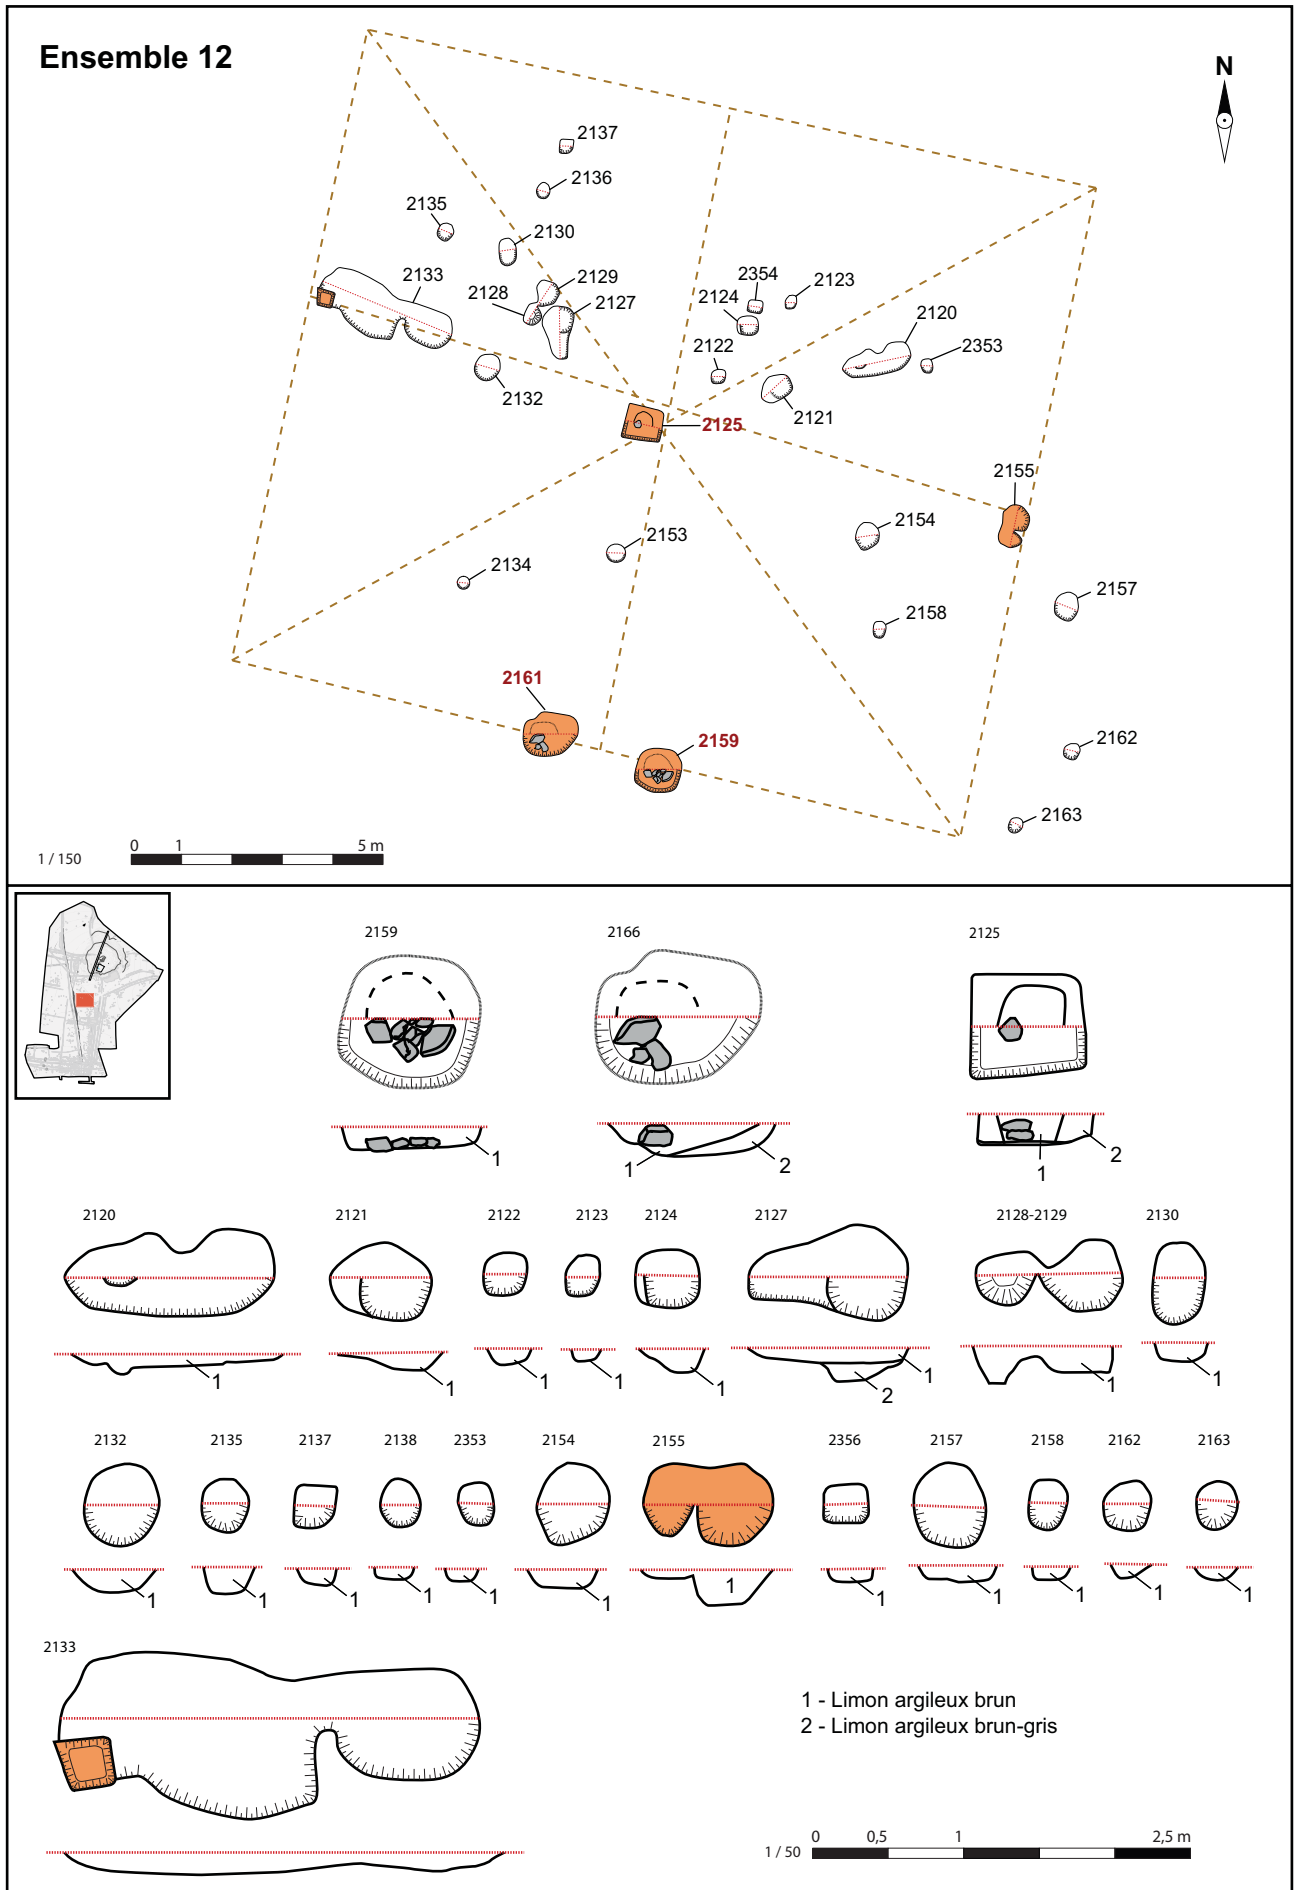 Ensemble 12
N
2137
2136
2135
2130
2133
2129
2128
2127
2354
2123
2124
2120
2122
2353
2132
2121
2125
2155
2154
2153
2134
2157
2158
2161
2159
2162
2163
1 / 150
0 1 5 m
2159 2166 2125
1
1 2
1 2
2120 2121 2122 2123 2124 2127 2128-2129 2130
1 1 1 1 1 1 2 1 1
2132 2135 2137 2138 2353 2154 2155 2356 2157 2158 2162 2163
1 1 1 1 1 1 1 1 1 1 1 1
2133
1 - Limon argileux brun
2 - Limon argileux brun-gris
1 / 50
0 0,5 1 2,5 m